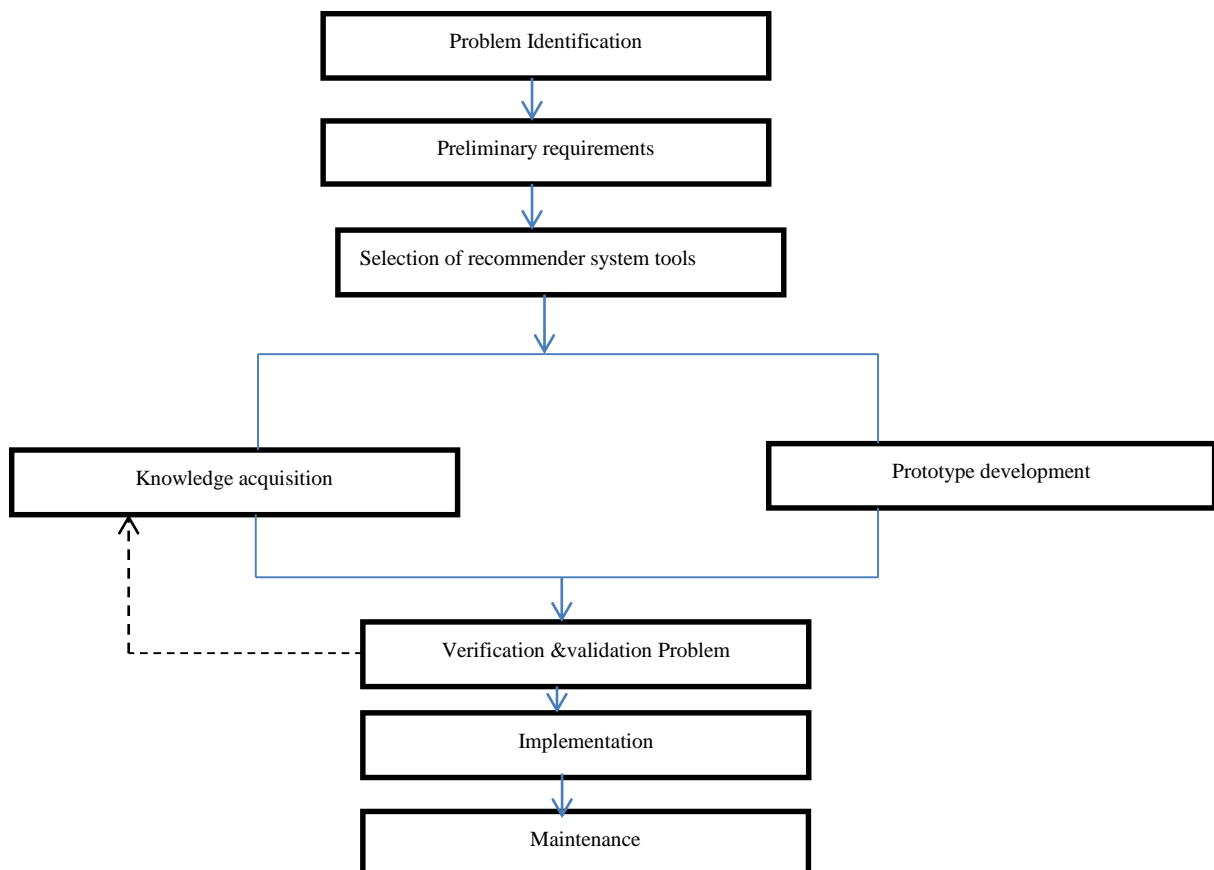 Problem Identification
Preliminary requirements
Selection of recommender system tools
Knowledge acquisition
Prototype development
Verification &validation Problem
Implementation
Maintenance